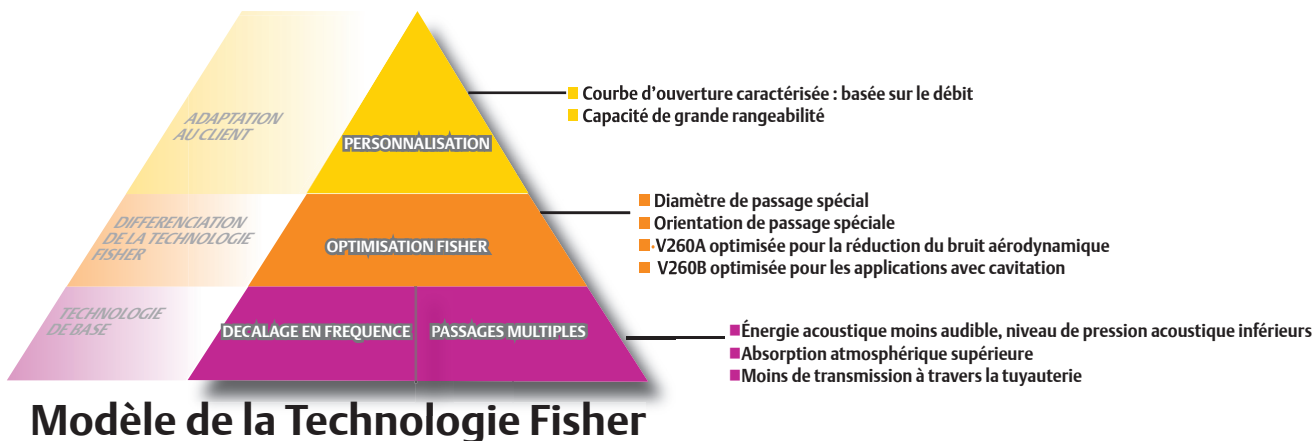 ADAPTATION
AU CLIENT
PERSONNALISATION
■ Courbe d'ouverture caractérisée : basée sur le débit
■ Capacité de grande rangeabilité
DIFFERENCIATION
DE LA TECHNOLOGIE
FISHER
OPTIMISATION FISHER
■ Diamètre de passage spécial
■ Orientation de passage spéciale
■ V260A optimisée pour la réduction du bruit aérodynamique
■ V260B optimisée pour les applications avec cavitation
TECHNOLOGIE
DE BASE
DECALAGE EN FREQUENCE
PASSAGES MULTIPLES
■ Énergie acoustique moins audible, niveau de pression acoustique inférieurs
■ Absorption atmosphérique supérieure
■ Moins de transmission à travers la tuyauterie
Modèle de la Technologie Fisher